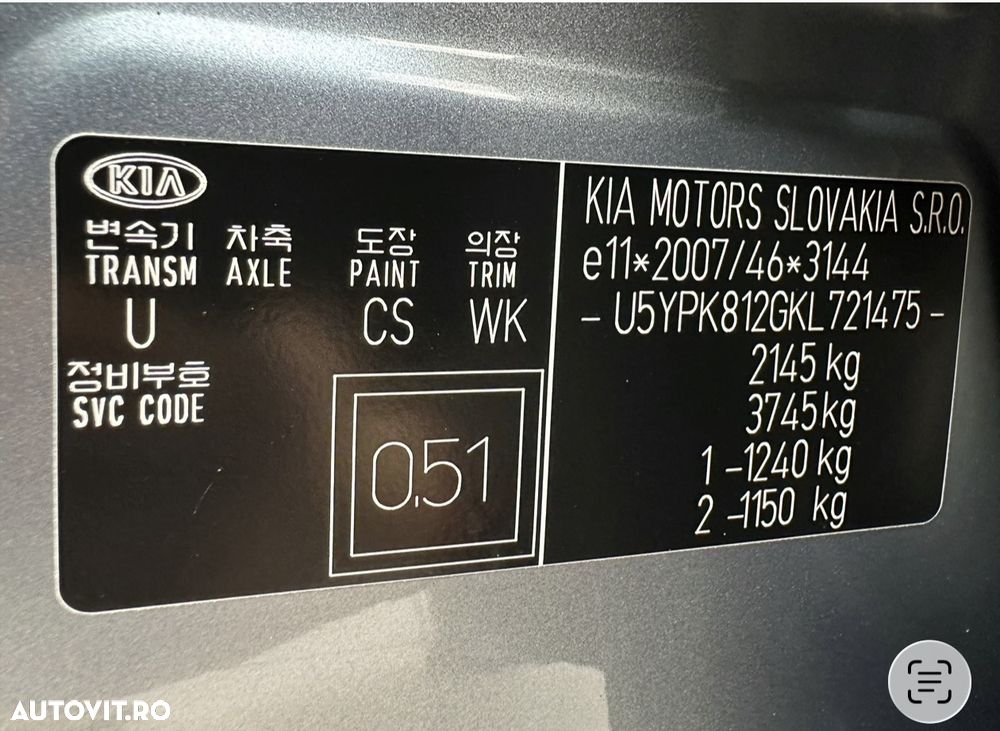 KIA
변속기 차축 도장 의장
TRANSM AXLE PAINT TRIM
U CS WK
정비부호
SVC CODE
0.51
KIA MOTORS SLOVAKIA S.R.O.
e11*2007/46*3144
- U5YPK812GKL721475 -
2145 kg
3745 kg
1 -1240 kg
2 -1150 kg
AUTOVIT.RO